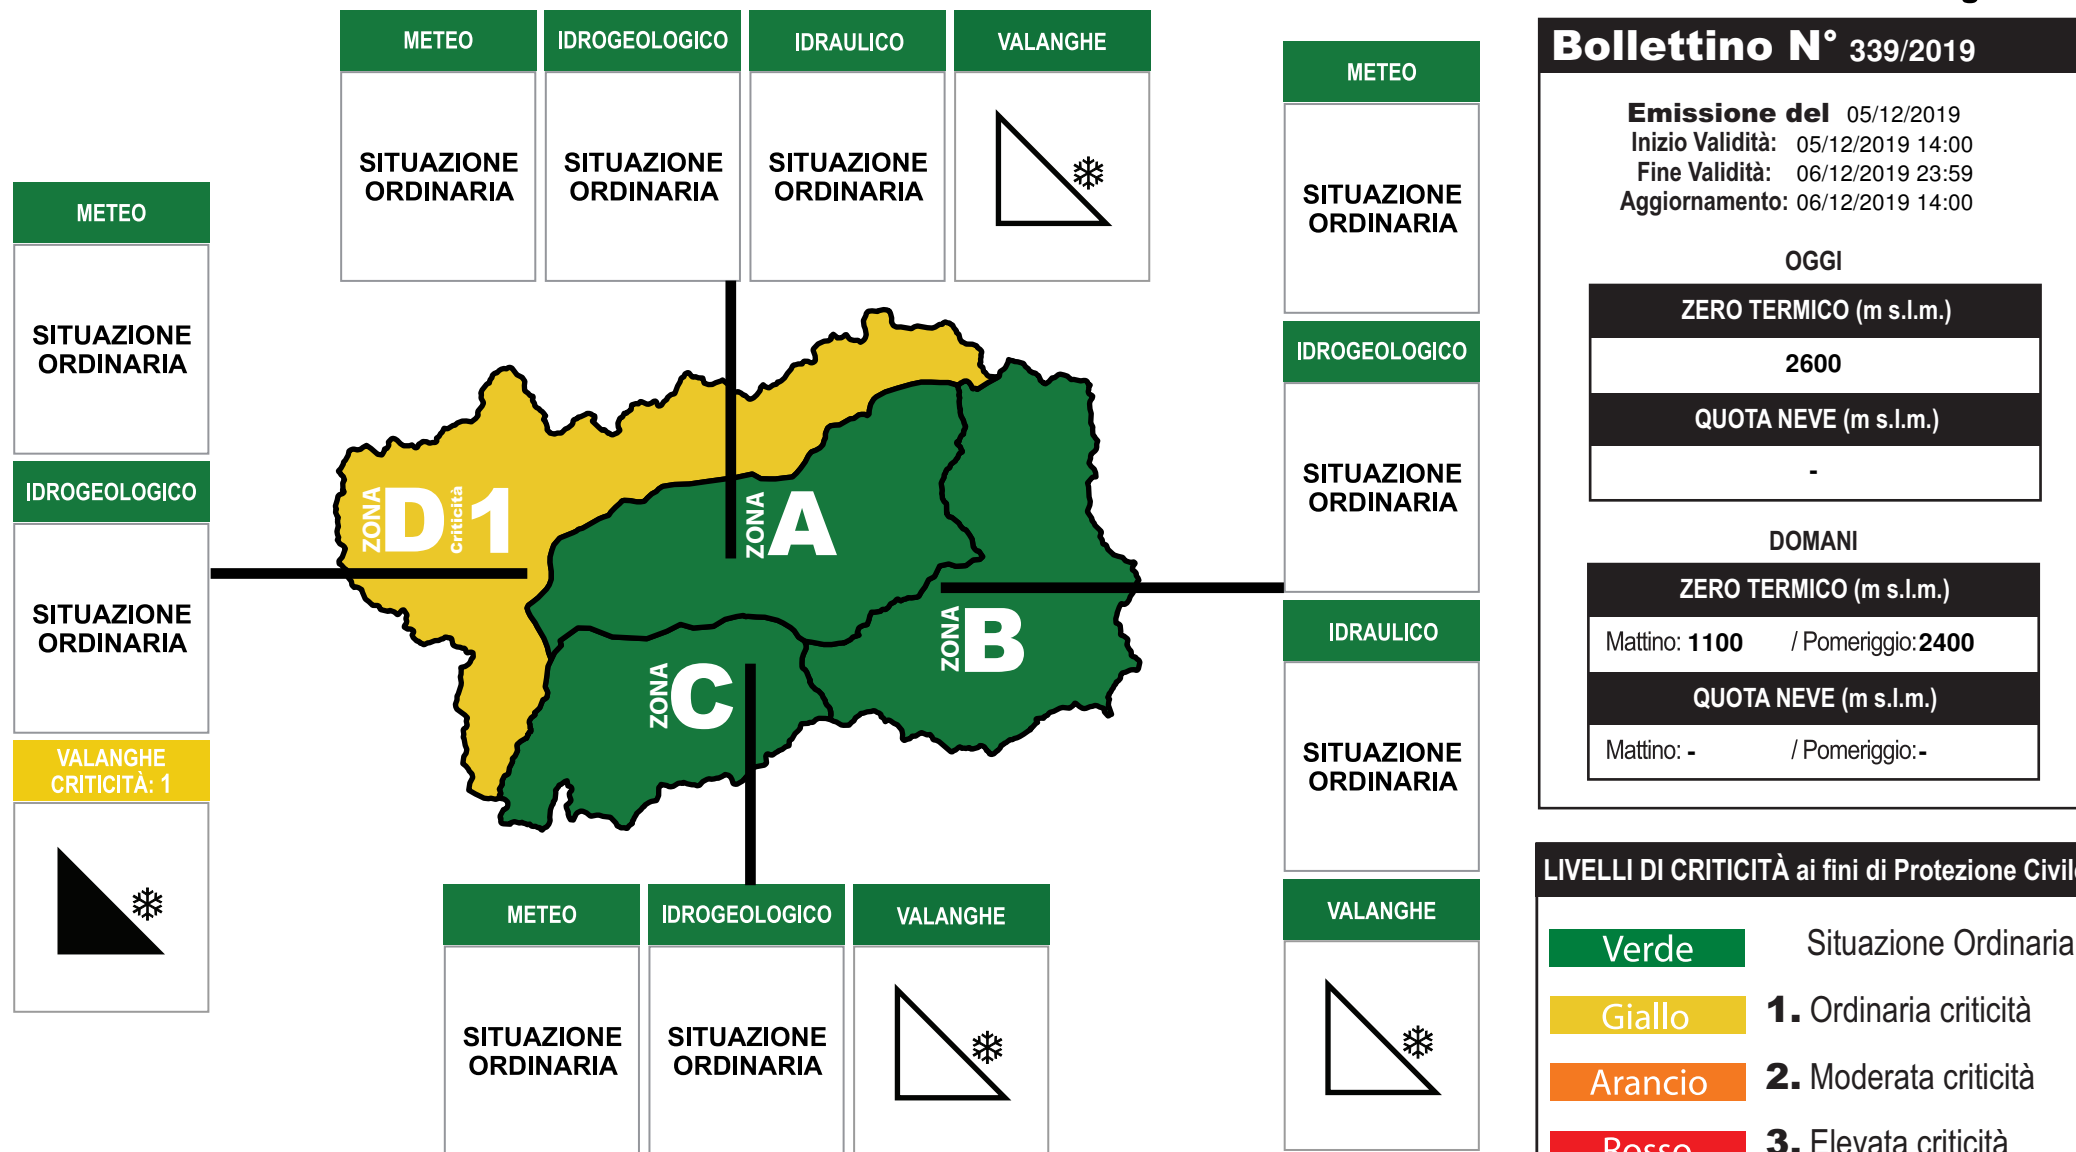 METEO
IDROGEOLOGICO
IDRAULICO
VALANGHE
SITUAZIONE
ORDINARIA
SITUAZIONE
ORDINARIA
SITUAZIONE
ORDINARIA
METEO
SITUAZIONE
ORDINARIA
IDROGEOLOGICO
SITUAZIONE
ORDINARIA
VALANGHE
CRITICITÀ: 1
ZONA D Criticità 1
ZONA A
ZONA B
ZONA C
METEO
IDROGEOLOGICO
VALANGHE
SITUAZIONE
ORDINARIA
SITUAZIONE
ORDINARIA
METEO
SITUAZIONE
ORDINARIA
IDROGEOLOGICO
SITUAZIONE
ORDINARIA
IDRAULICO
SITUAZIONE
ORDINARIA
VALANGHE
Bollettino N° 339/2019
Emissione del 05/12/2019
Inizio Validità: 05/12/2019 14:00
Fine Validità: 06/12/2019 23:59
Aggiornamento: 06/12/2019 14:00
OGGI
ZERO TERMICO (m s.l.m.)
2600
QUOTA NEVE (m s.l.m.)
-
DOMANI
ZERO TERMICO (m s.l.m.)
Mattino: 1100 / Pomeriggio: 2400
QUOTA NEVE (m s.l.m.)
Mattino: - / Pomeriggio: -
LIVELLI DI CRITICITÀ ai fini di Protezione Civile
Verde Situazione Ordinaria
Giallo 1. Ordinaria criticità
Arancio 2. Moderata criticità
Rosso 3. Elevata criticità